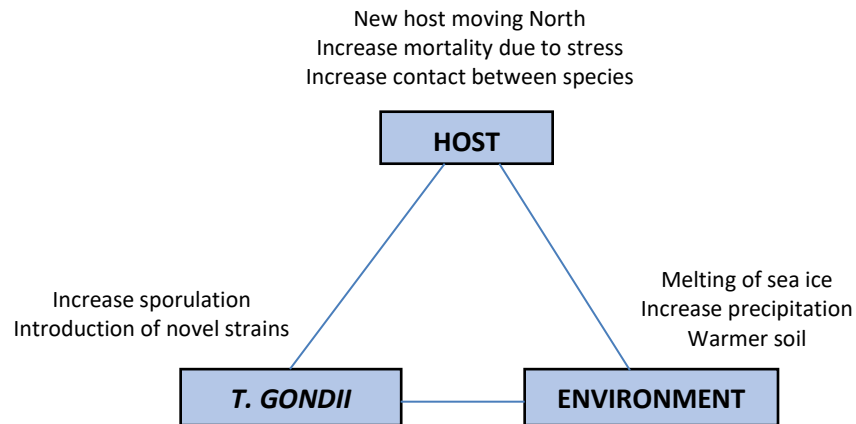 New host moving North
Increase mortality due to stress
Increase contact between species
HOST
Increase sporulation
Introduction of novel strains
Melting of sea ice
Increase precipitation
Warmer soil
T. GONDII
ENVIRONMENT